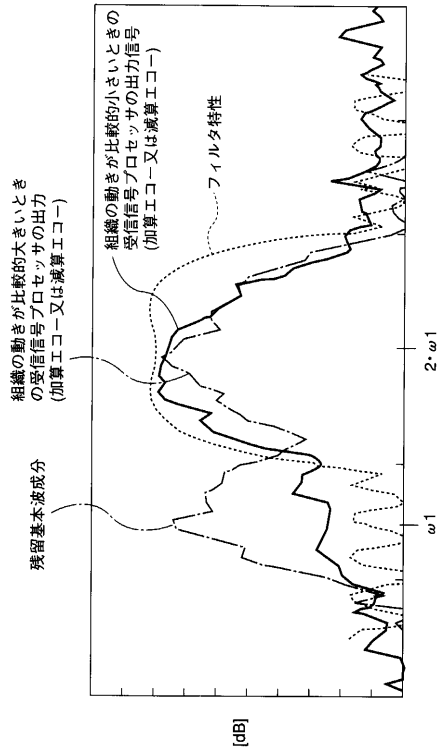 組織の動きが比較的大きいとき
の受信信号プロセッサの出力
(加算エコー又は減算エコー)
組織の動きが比較的小さいときの
受信信号プロセッサの出力信号
(加算エコー又は減算エコー)
残留基本波成分
フィルタ特性
[dB]
ω1
2・ω1